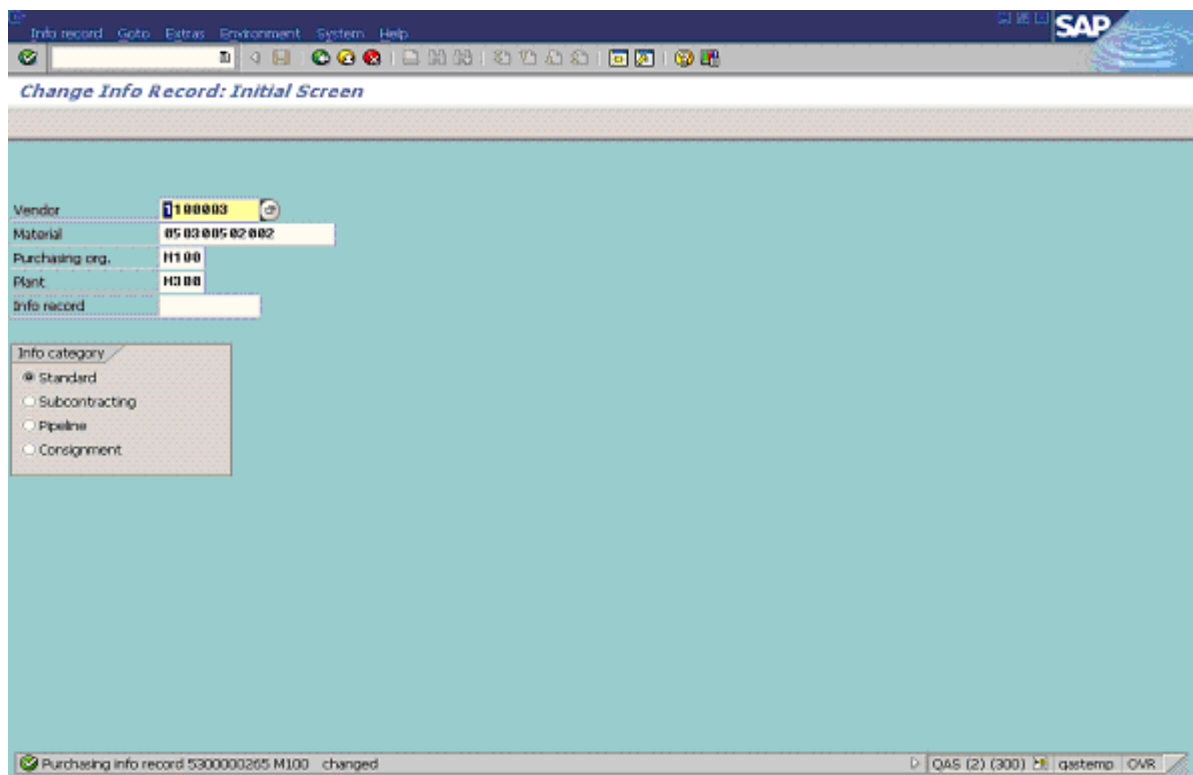 Info record Goto Extras Environment System Help
SAP
Change Info Record: Initial Screen
Vendor 1100003
Material 050300502002
Purchasing org. M100
Plant M300
Info record
Info category
Standard
Subcontracting
Pipeline
Consignment
Purchasing info record 5300000265 M100 changed
QAS (2) (300) qastemp OVR